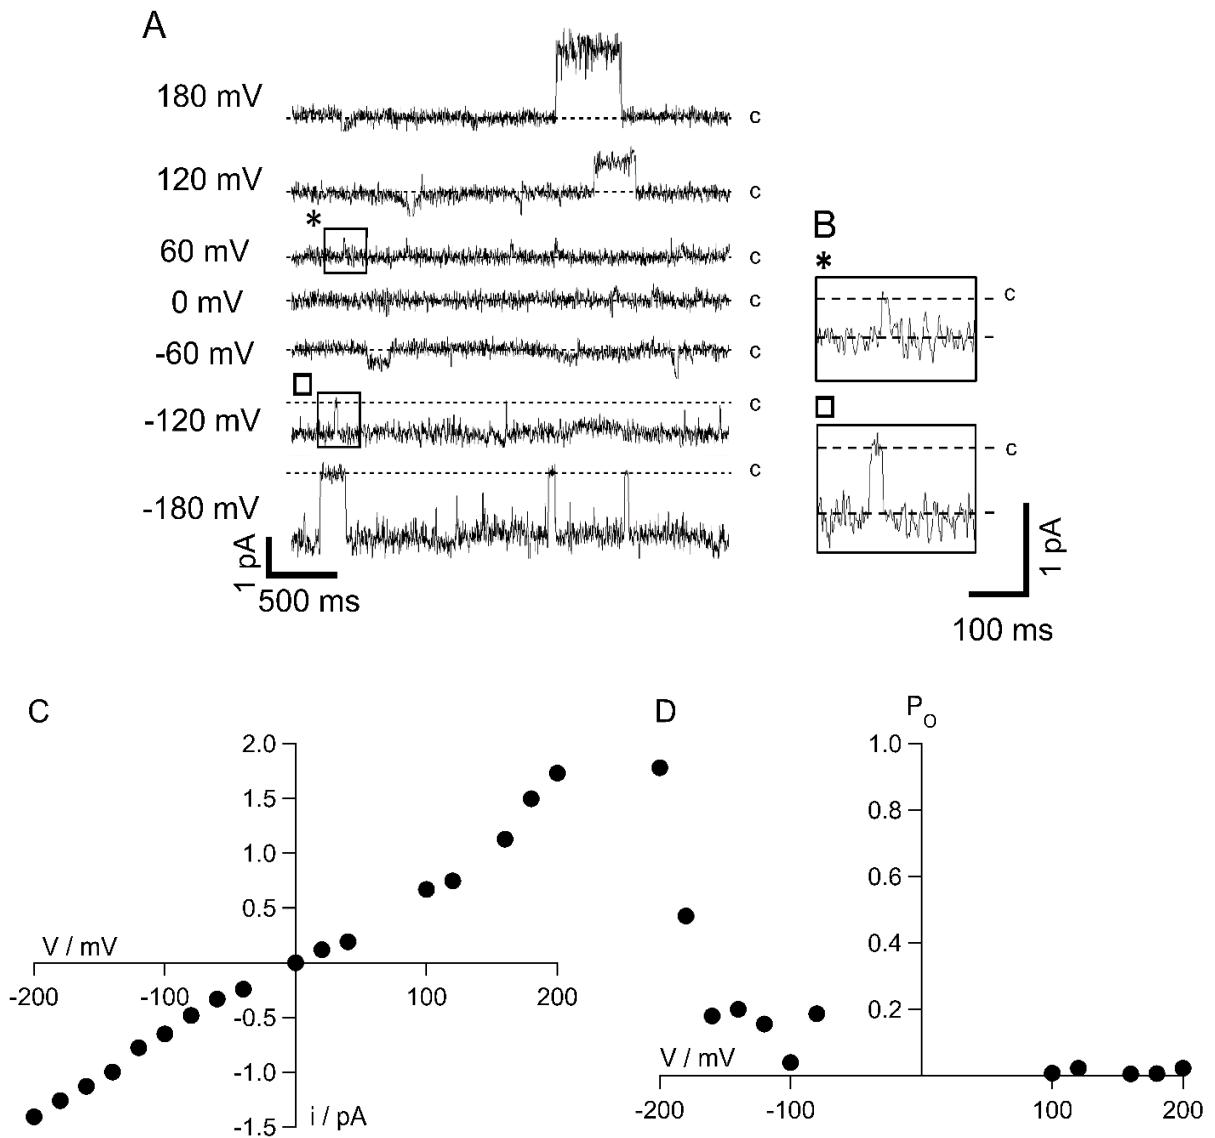 A
180 mV
c
120 mV
c
*
60 mV
c
0 mV
c
-60 mV
c
-120 mV
c
-180 mV
c
1 pA
500 ms
B
*
c
c
1 pA
100 ms
C
2.0
1.5
1.0
0.5
V / mV
-200
-100
100
200
-0.5
-1.0
-1.5
i / pA
D
PO
1.0
0.8
0.6
0.4
0.2
V / mV
-200
-100
100
200